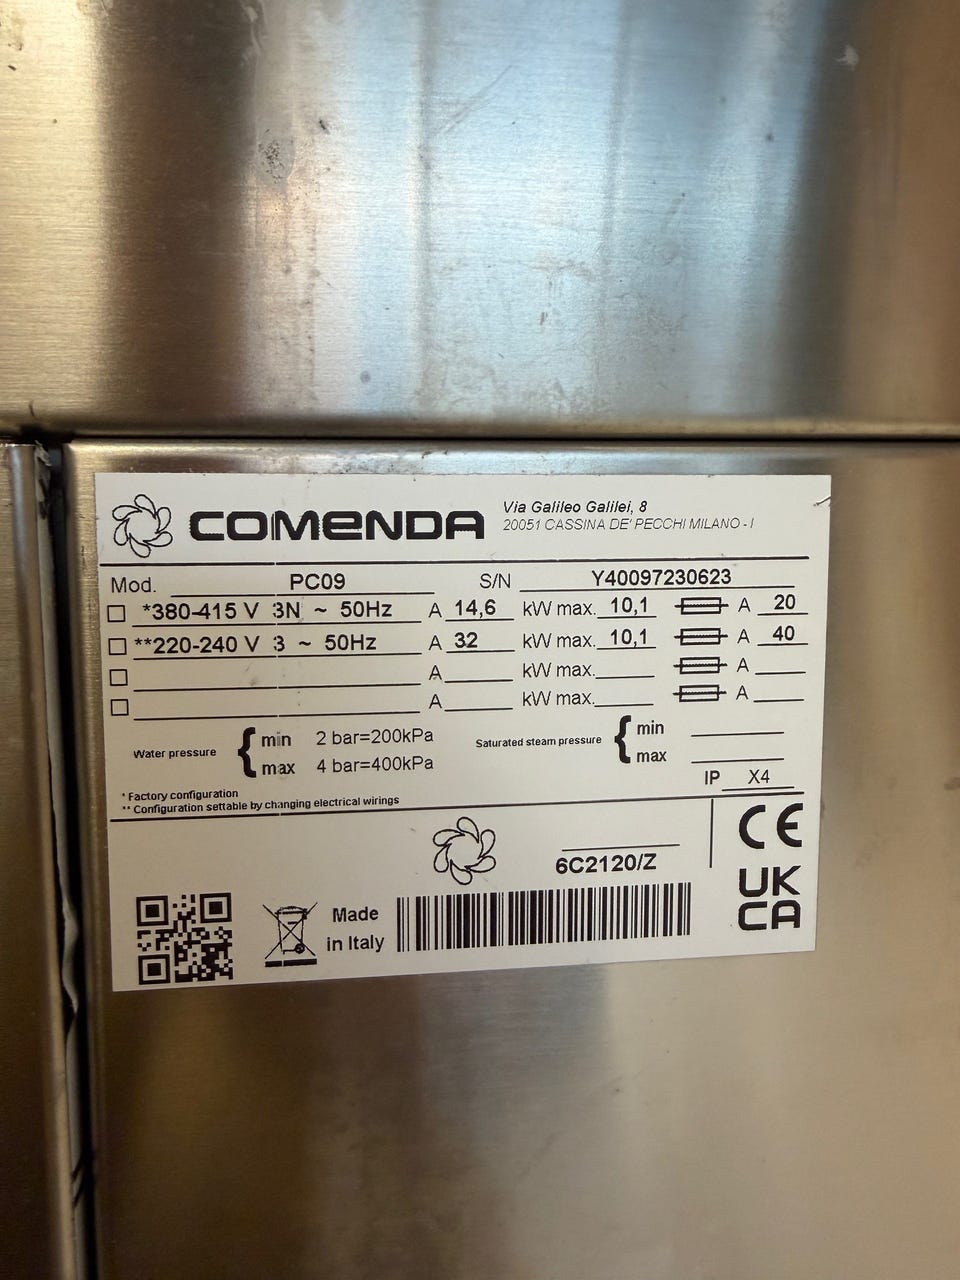 COMENDA Via Galileo Galilei, 8
20051 CASSINA DE' PECCHI MILANO - I
Mod. PC09 S/N Y40097230623
*380-415 V 3N ~ 50Hz A 14,6 kW max. 10,1 A 20
**220-240 V 3 ~ 50Hz A 32 kW max. 10,1 A 40
A kW max. A
A kW max. A
Water pressure { min 2 bar=200kPa Saturated steam pressure { min
max 4 bar=400kPa max
IP X4
* Factory configuration
** Configuration settable by changing electrical wirings
6C2120/Z
CE
UK
CA
Made
in Italy